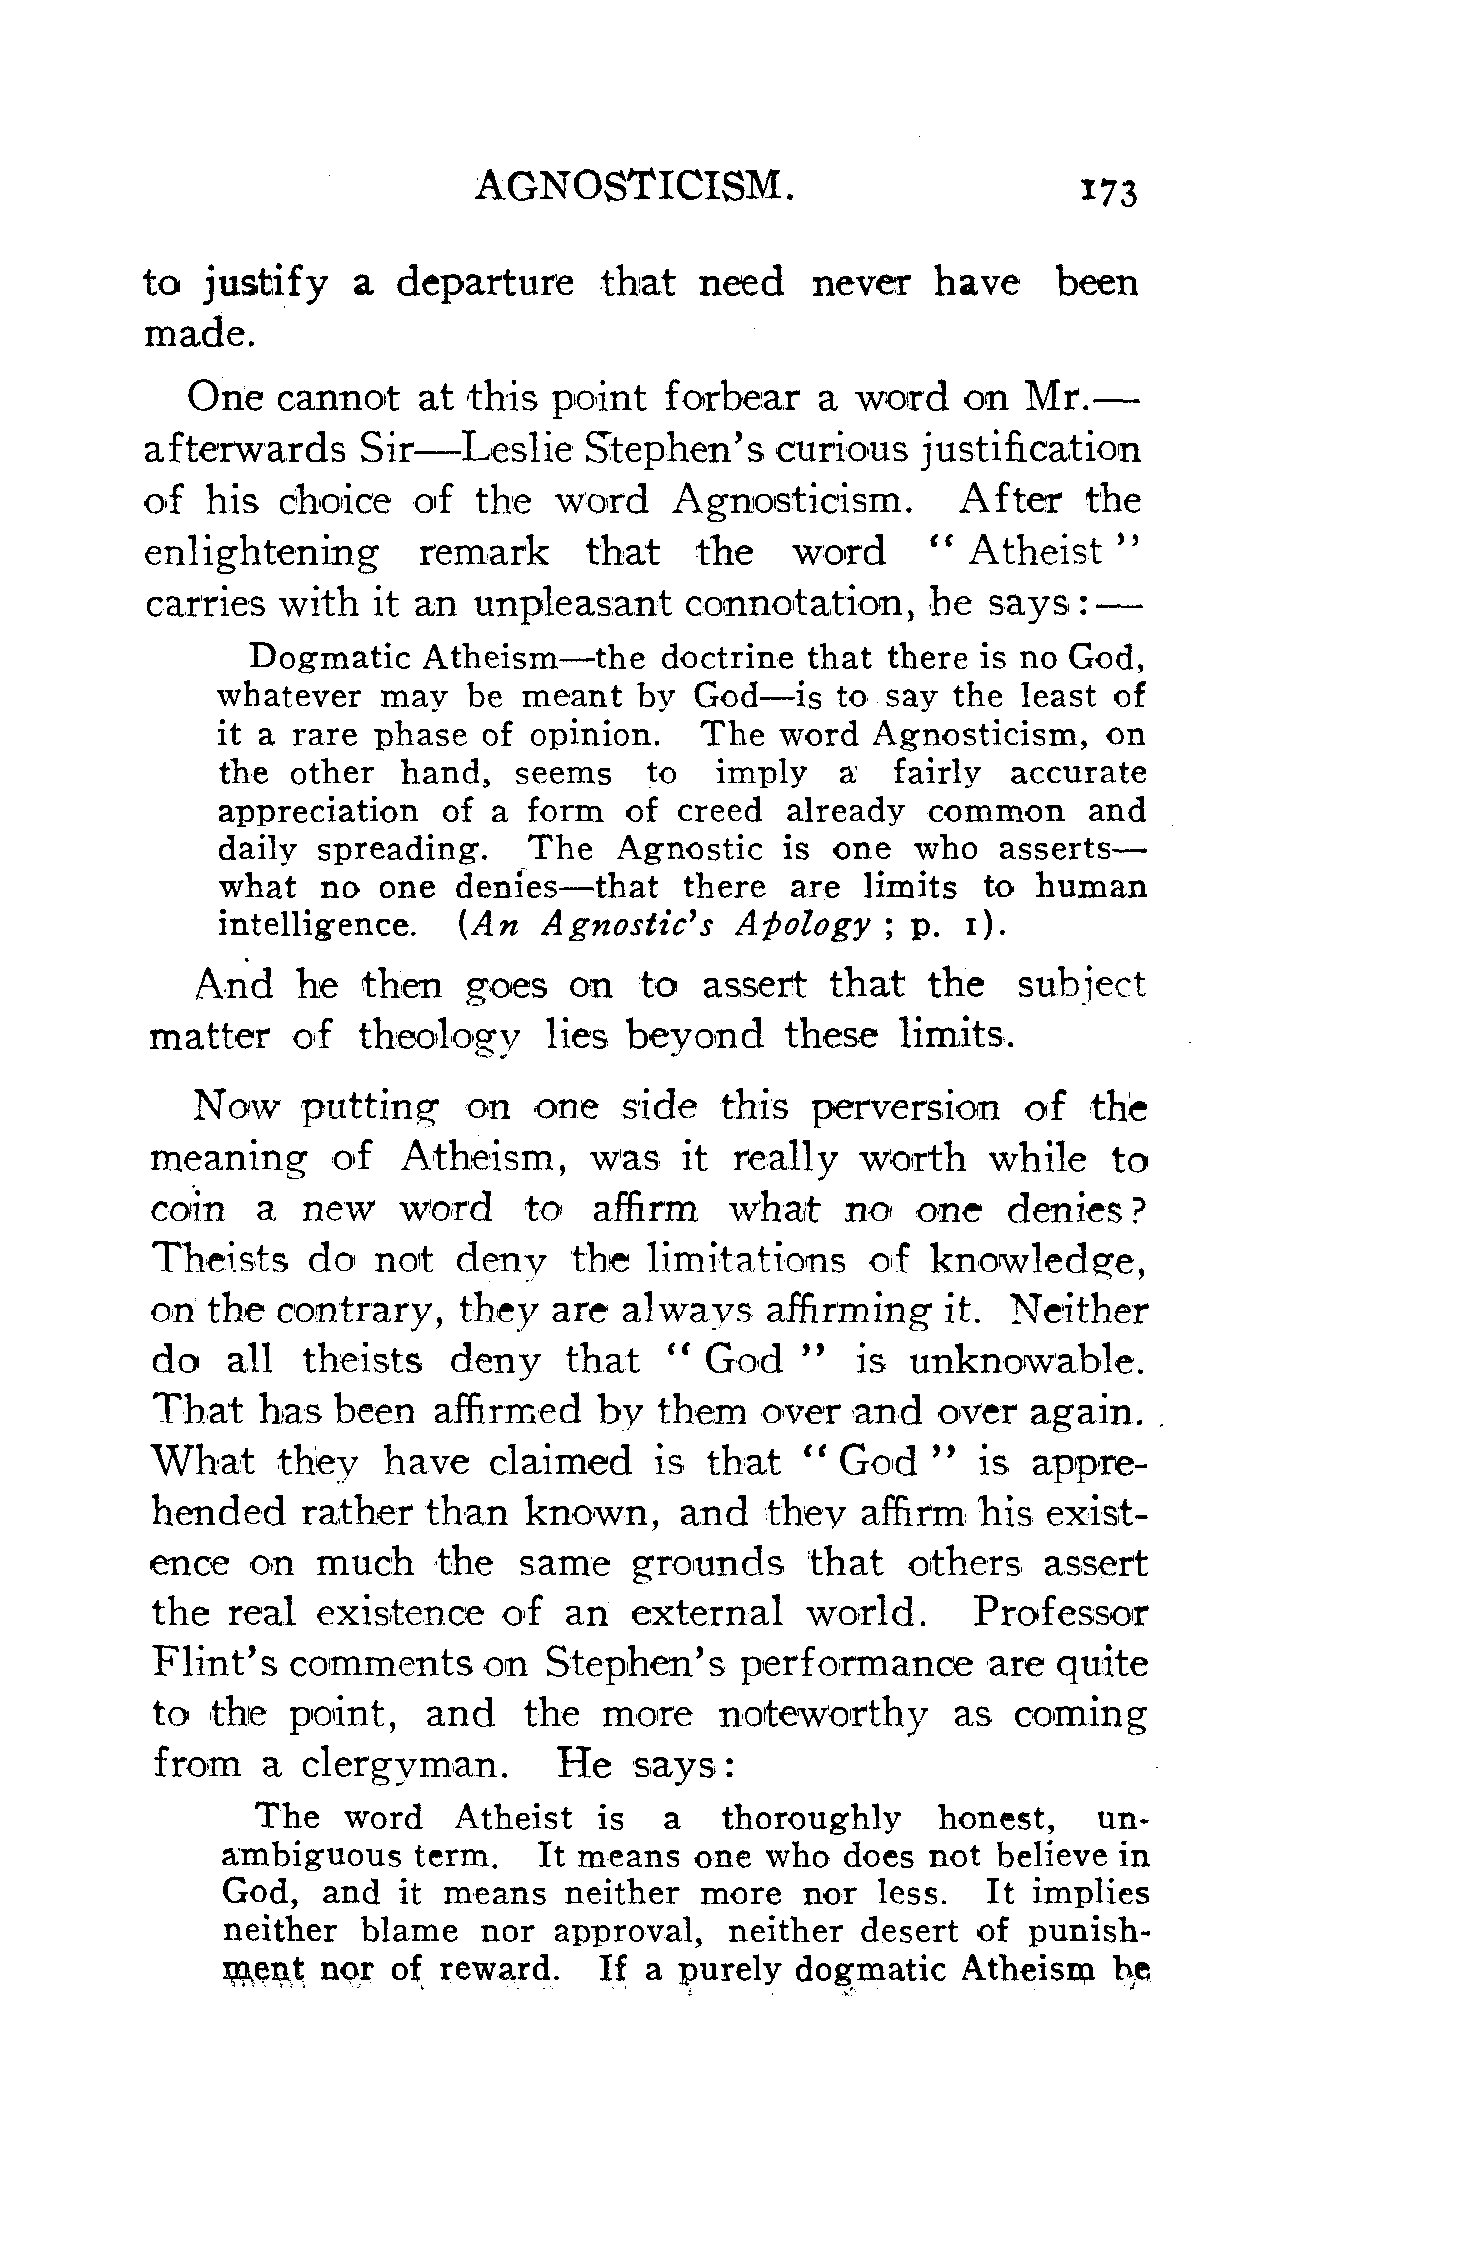 AGNOSTICISM. 173
to justify a departure that need never have been
made.
One cannot at this point forbear a word on Mr.—
afterwards Sir—Leslie Stephen's curious justification
of his choice of the word Agnosticism. After the
enlightening remark that the word " Atheist "
carries with it an unpleasant connotation, he says :—
Dogmatic Atheism—the doctrine that there is no God,
whatever may be meant by God—is to say the least of
it a rare phase of opinion. The word Agnosticism, on
the other hand, seems to imply a fairly accurate
appreciation of a form of creed already common and
daily spreading. The Agnostic is one who asserts—
what no one denies—that there are limits to human
intelligence. (An Agnostic's Apology ; p. 1).
And he then goes on to assert that the subject
matter of theology lies beyond these limits.
Now putting on one side this perversion of the
meaning of Atheism, was it really worth while to
coin a new word to affirm what no one denies?
Theists do not deny the limitations of knowledge,
on the contrary, they are always affirming it. Neither
do all theists deny that " God " is unknowable.
That has been affirmed by them over and over again.
What they have claimed is that " God " is appre-
hended rather than known, and they affirm his exist-
ence on much the same grounds that others assert
the real existence of an external world. Professor
Flint's comments on Stephen's performance are quite
to the point, and the more noteworthy as coming
from a clergyman. He says:
The word Atheist is a thoroughly honest, un-
ambiguous term. It means one who does not believe in
God, and it means neither more nor less. It implies
neither blame nor approval, neither desert of punish-
ment nor of reward. If a purely dogmatic Atheism be